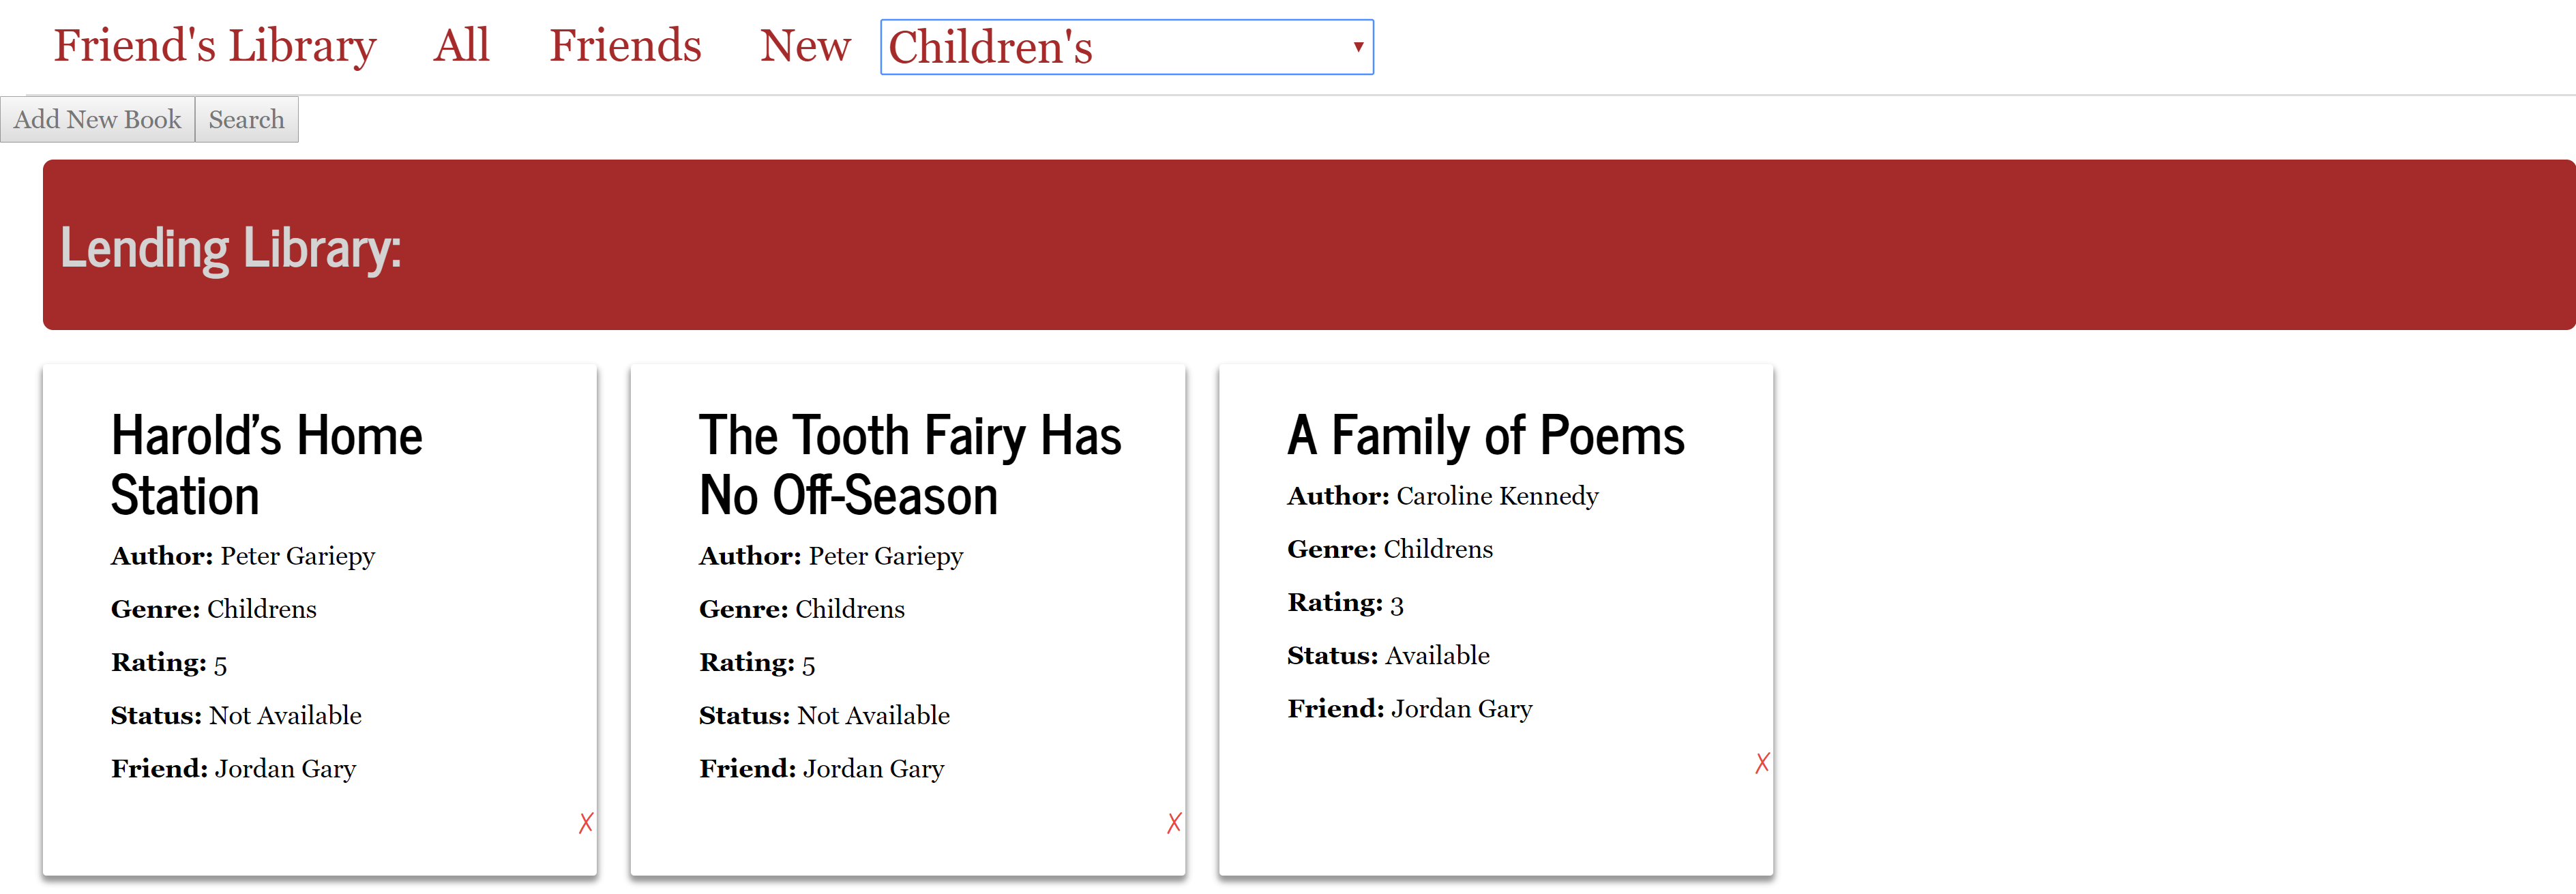 Friend's Library All Friends New Children's
Add New Book Search
Lending Library:
Harold's Home
Station
Author: Peter Gariepy
Genre: Childrens
Rating: 5
Status: Not Available
Friend: Jordan Gary
X
The Tooth Fairy Has
No Off-Season
Author: Peter Gariepy
Genre: Childrens
Rating: 5
Status: Not Available
Friend: Jordan Gary
X
A Family of Poems
Author: Caroline Kennedy
Genre: Childrens
Rating: 3
Status: Available
Friend: Jordan Gary
X